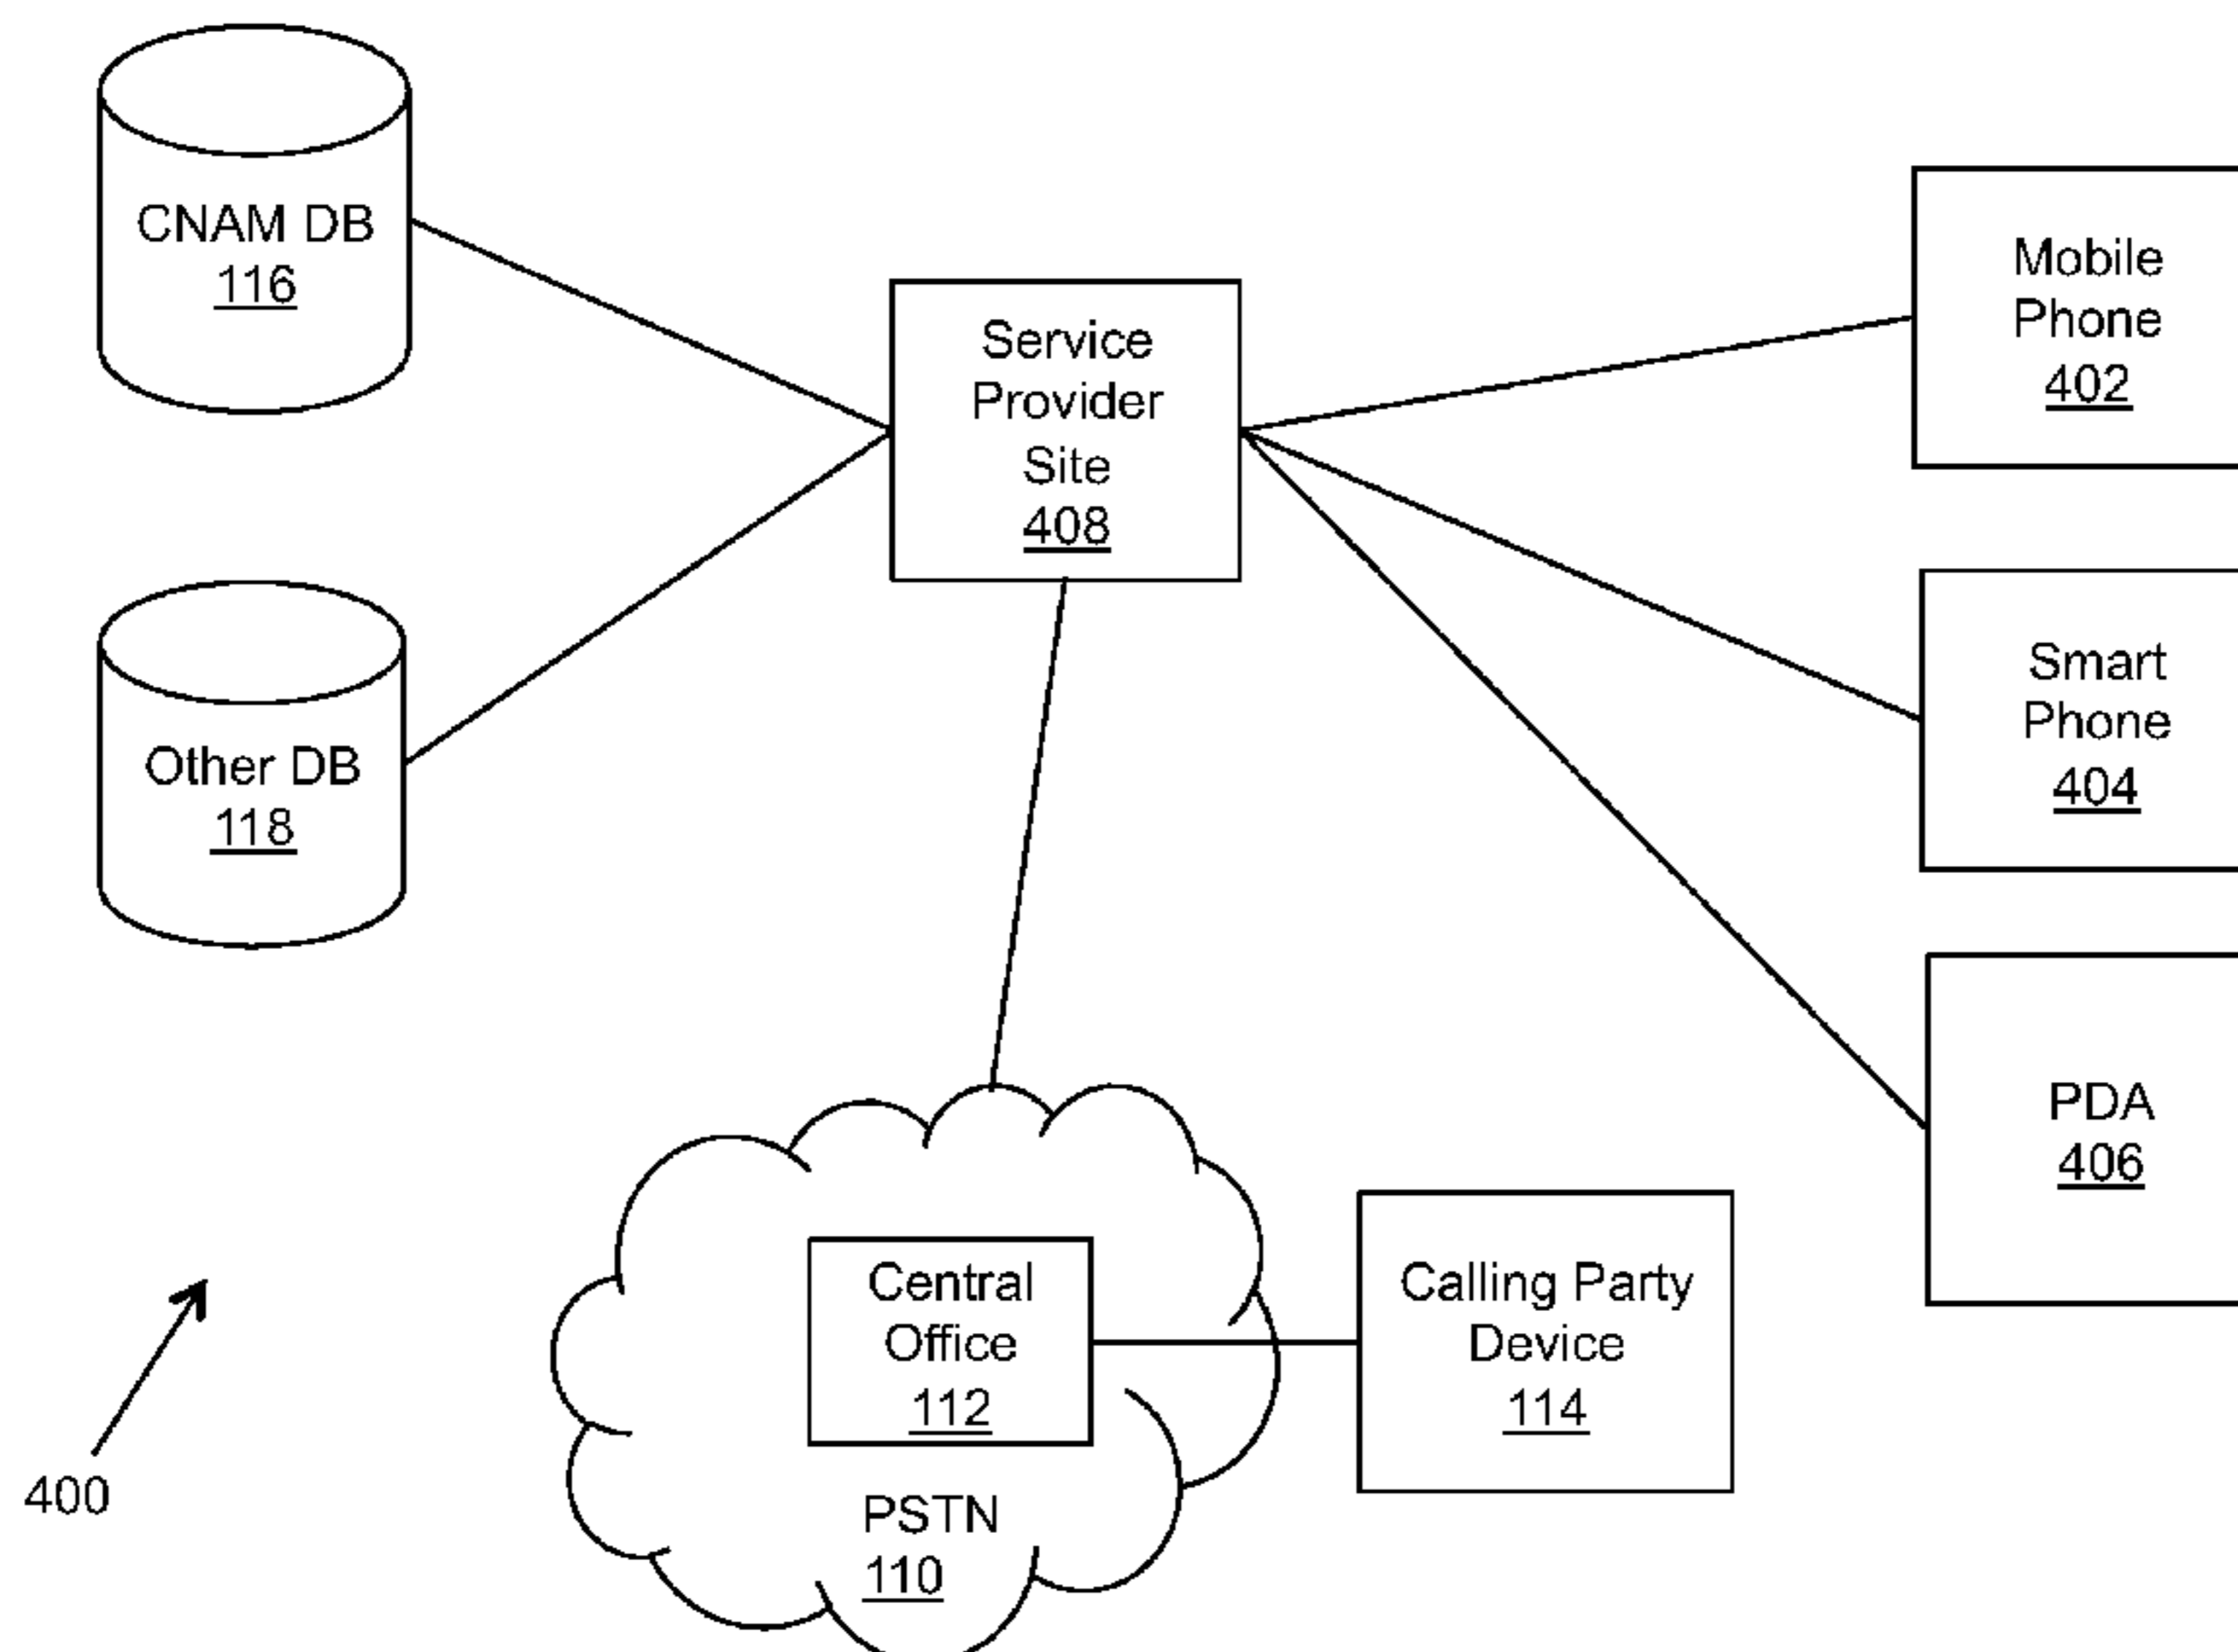 CNAM DB
116
Service
Provider
Site
408
Mobile
Phone
402
Other DB
118
Smart
Phone
404
PDA
406
Central
Office
112
Calling Party
Device
114
PSTN
110
400